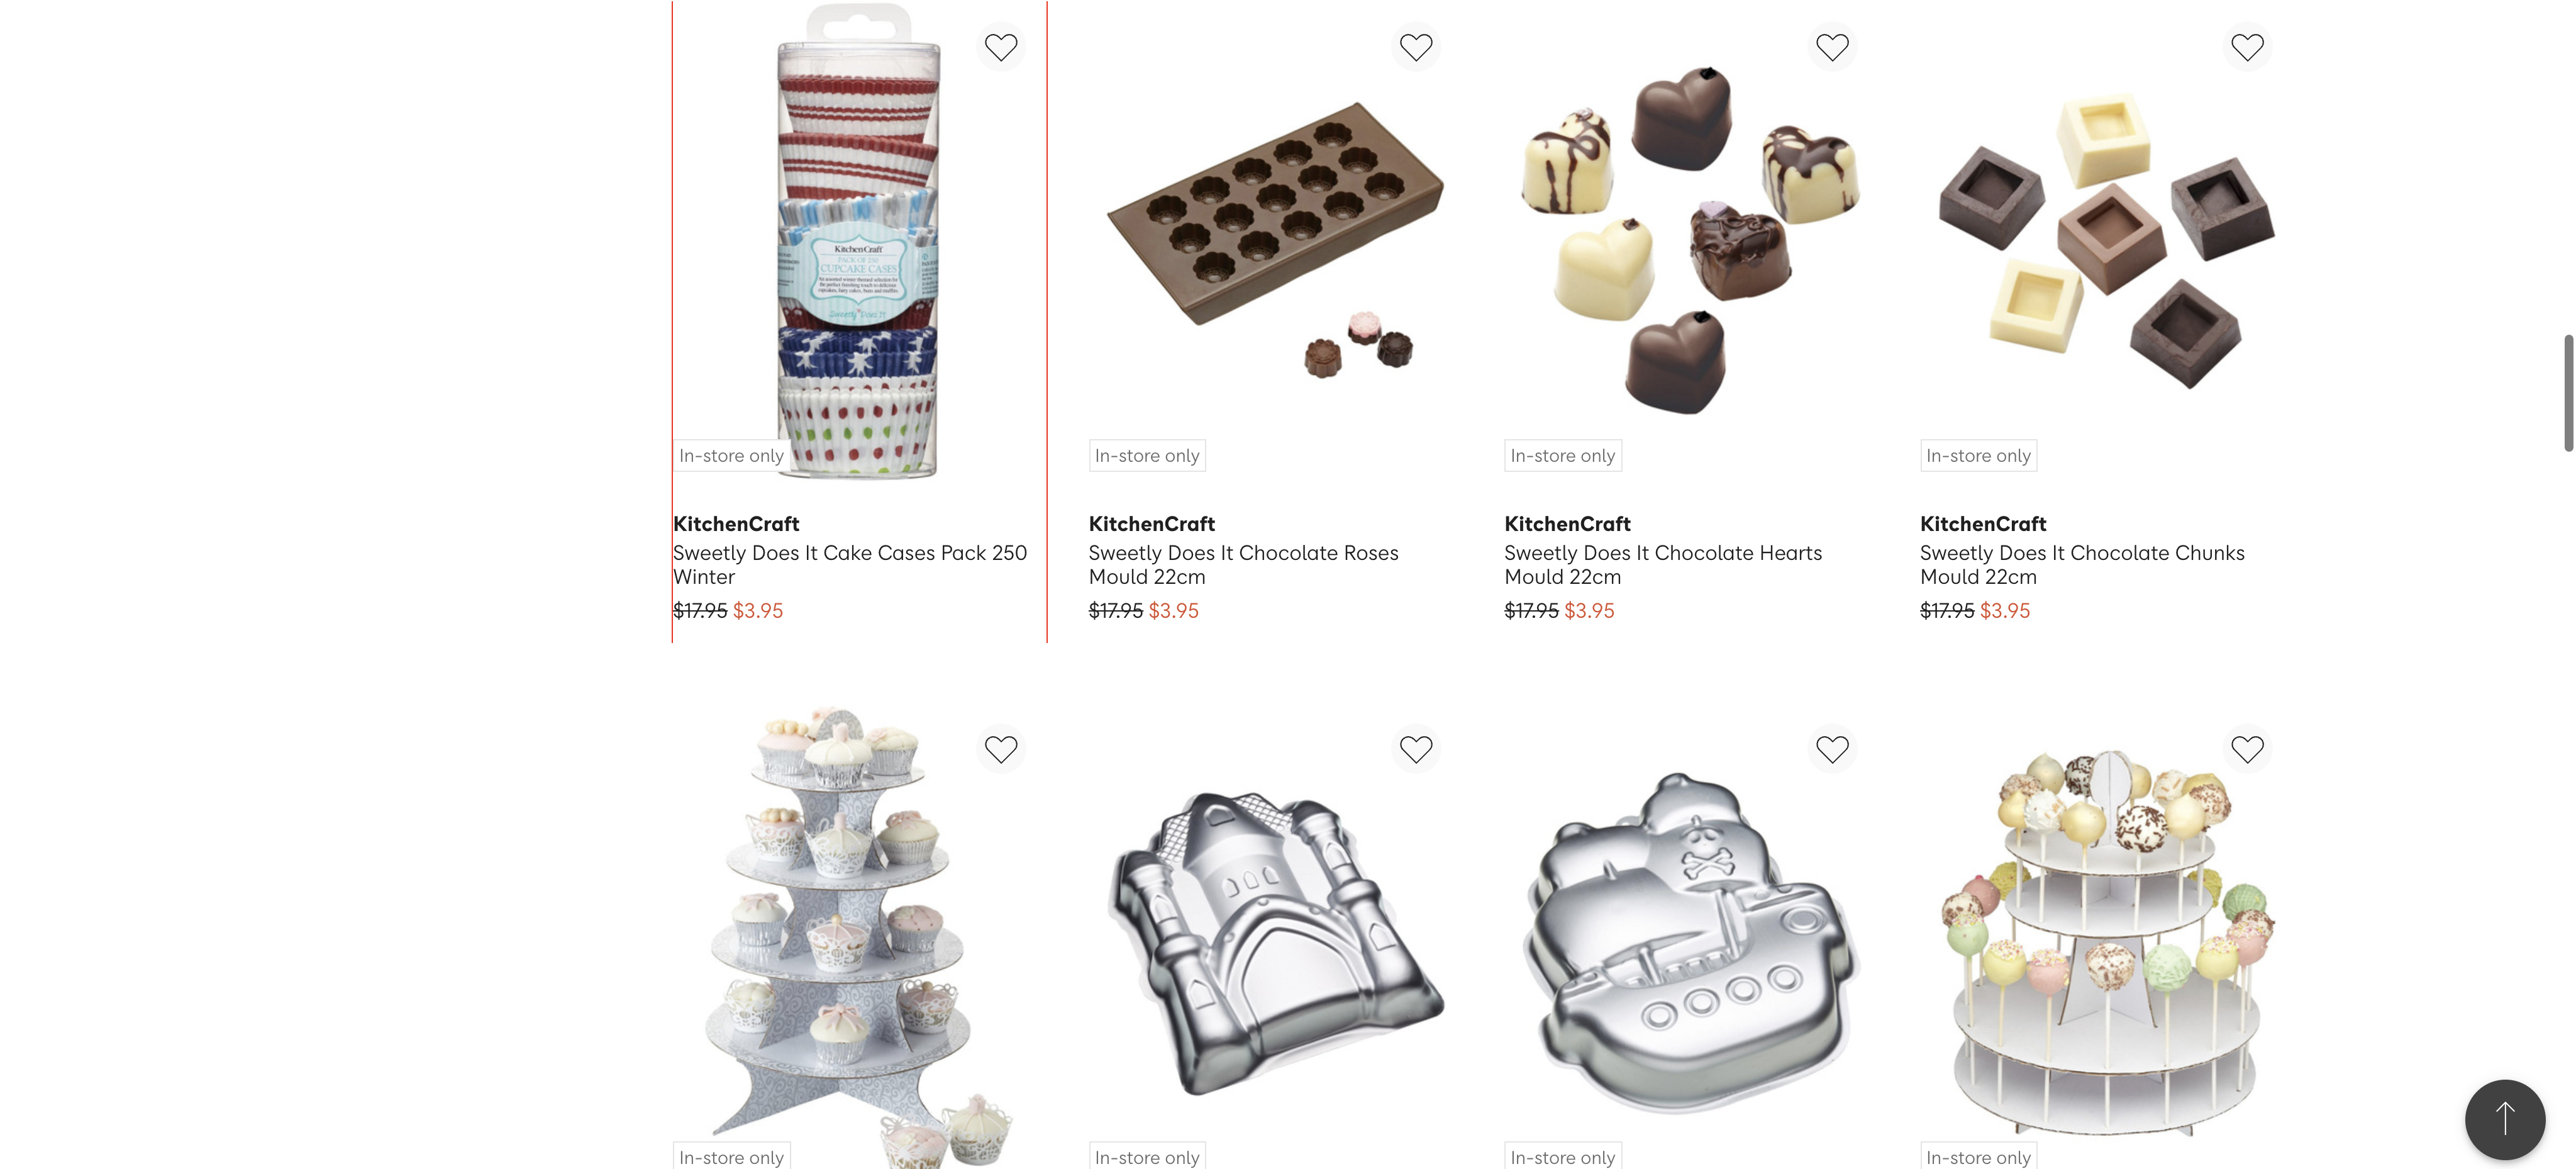 KitchenCraft
PACK OF 250
CUPCAKE CASES
Sweetly Does It
In-store only
In-store only
In-store only
In-store only
KitchenCraft
KitchenCraft
KitchenCraft
KitchenCraft
Sweetly Does It Cake Cases Pack 250
Winter
Sweetly Does It Chocolate Roses
Mould 22cm
Sweetly Does It Chocolate Hearts
Mould 22cm
Sweetly Does It Chocolate Chunks
Mould 22cm
$17.95 $3.95
$17.95 $3.95
$17.95 $3.95
$17.95 $3.95
In-store only
In-store only
In-store only
In-store only